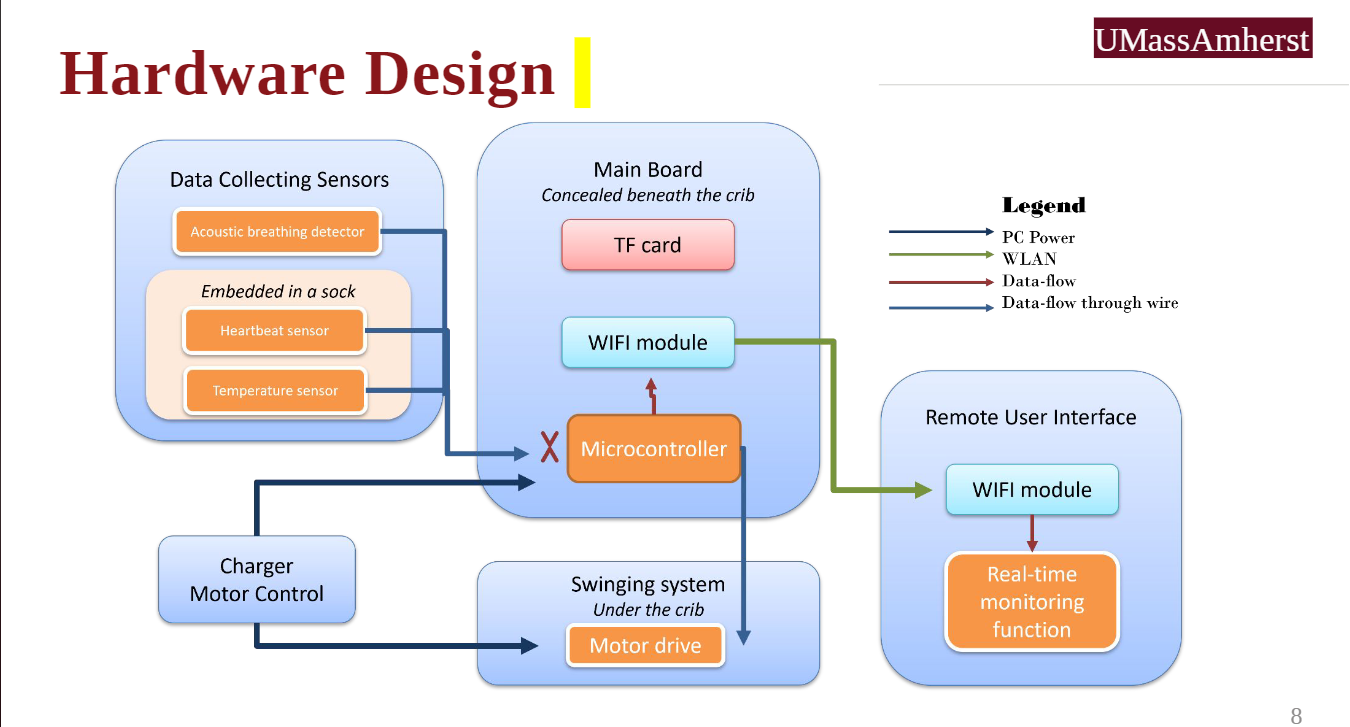 UMassAmherst
Hardware Design
Data Collecting Sensors
Acoustic breathing detector
Embedded in a sock
Heartbeat sensor
Temperature sensor
Main Board
Concealed beneath the crib
TF card
WIFI module
Microcontroller
Legend
PC Power
WLAN
Data-flow
Data-flow through wire
Charger
Motor Control
Swinging system
Under the crib
Motor drive
Remote User Interface
WIFI module
Real-time
monitoring
function
8